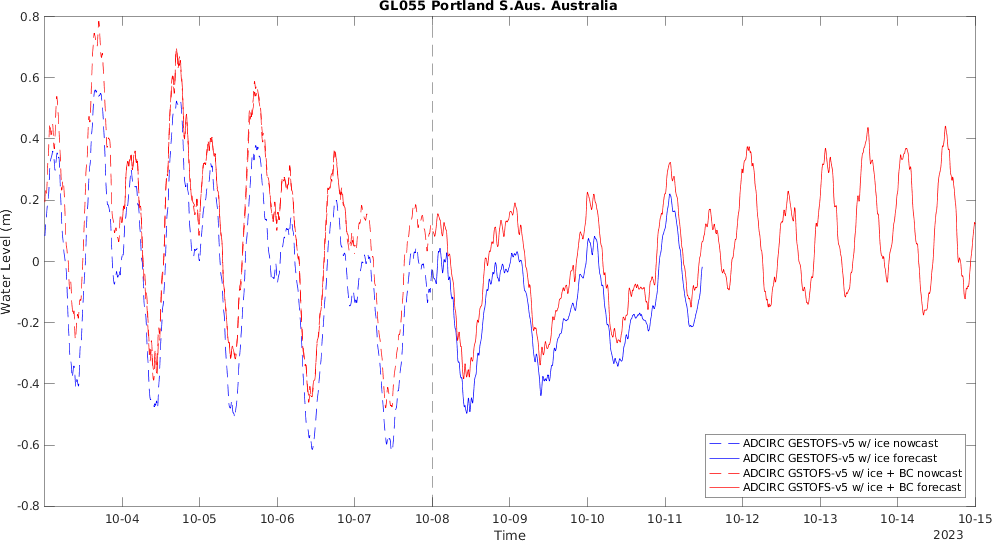 GL055 Portland S.Aus. Australia
0.8
0.6
0.4
0.2
0
-0.2
-0.4
-0.6
-0.8
Water Level (m)
ADCIRC GESTOFS-v5 w/ ice nowcast
ADCIRC GESTOFS-v5 w/ ice forecast
ADCIRC GSTOFS-v5 w/ ice + BC nowcast
ADCIRC GSTOFS-v5 w/ ice + BC forecast
10-04 10-05 10-06 10-07 10-08 10-09 10-10 10-11 10-12 10-13 10-14 10-15
Time
2023